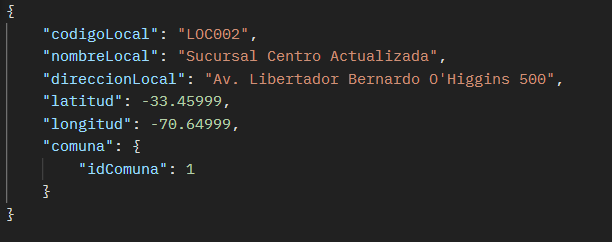 {
    "codigoLocal": "LOC002",
    "nombreLocal": "Sucursal Centro Actualizada",
    "direccionLocal": "Av. Libertador Bernardo O'Higgins 500",
    "latitud": -33.45999,
    "longitud": -70.64999,
    "comuna": {
        "idComuna": 1
    }
}